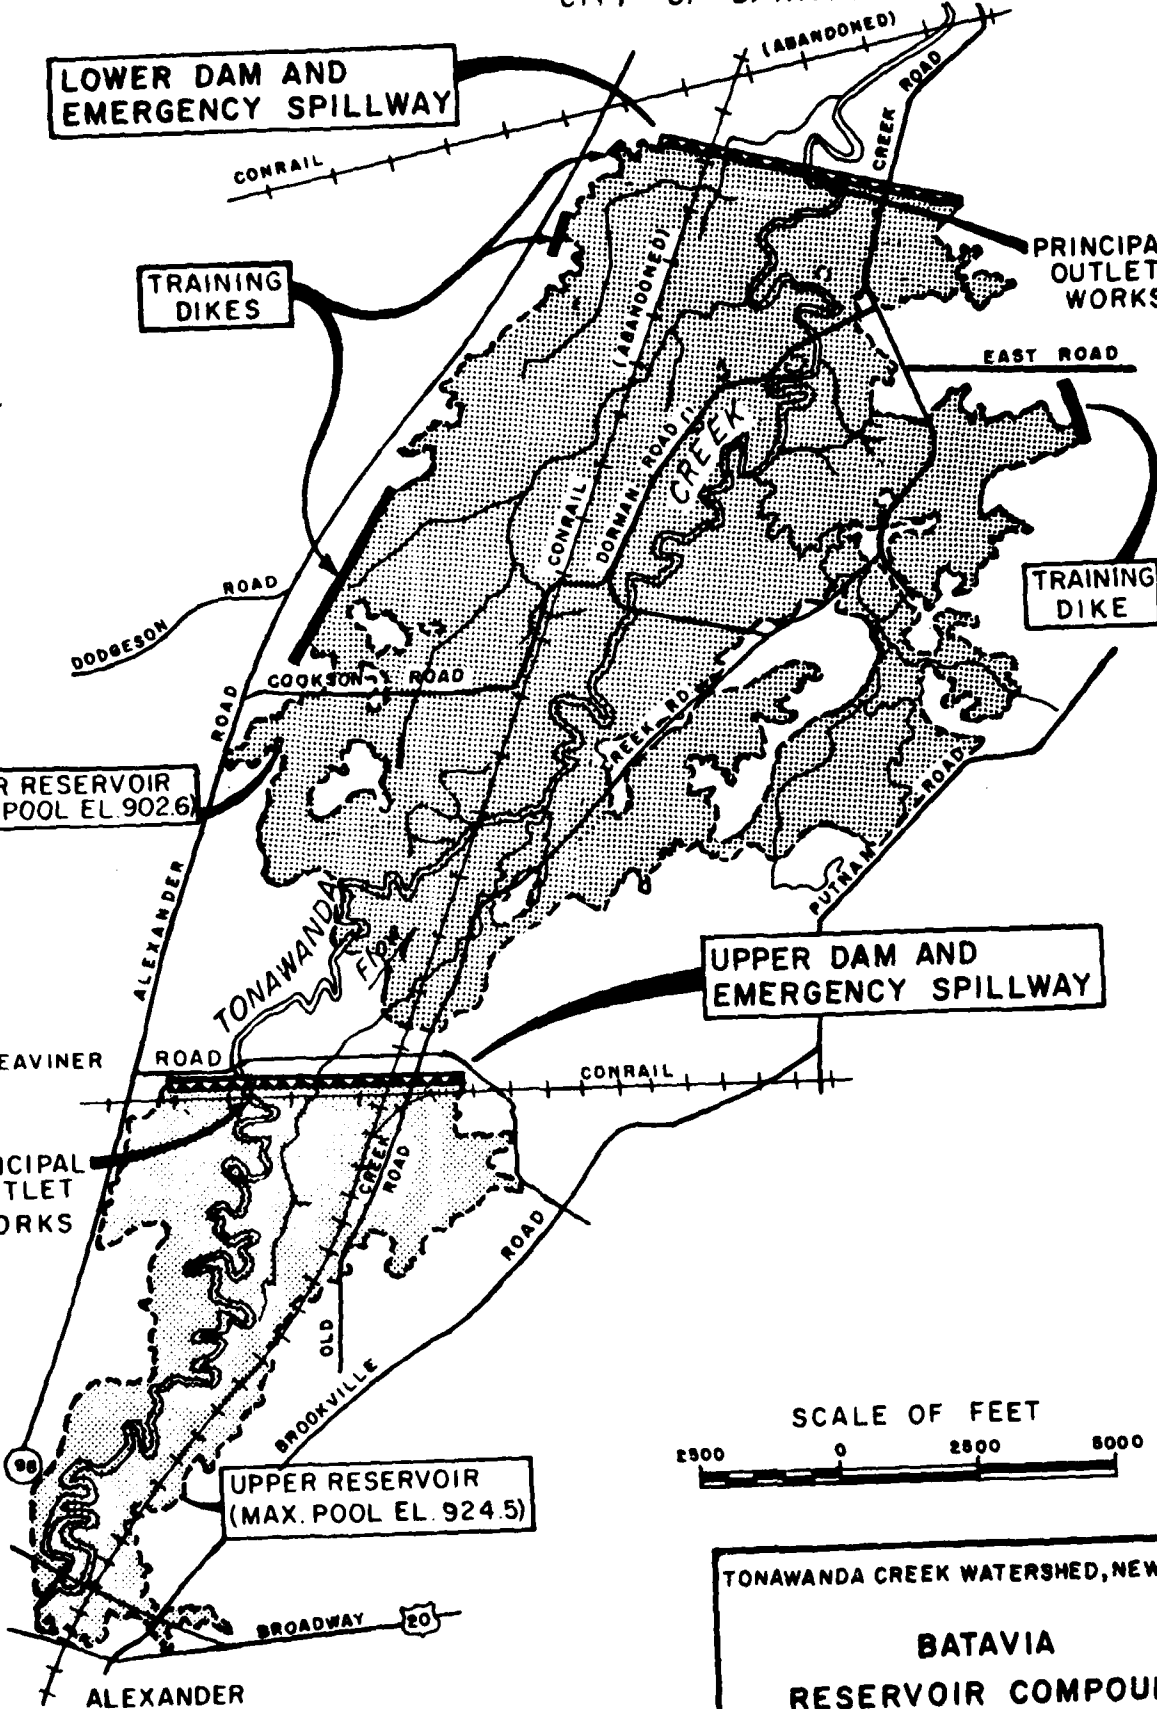 CITY OF
(ABANDONED)
LOWER DAM AND
EMERGENCY SPILLWAY
CREEK ROAD
CONRAIL
TRAINING
DIKES
(ABANDONED)
PRINCIPA
OUTLET
WORKS
EAST ROAD
CREEK
DORMAN ROAD
CONRAIL
TRAINING
DIKE
DODGESON ROAD
COOKSON ROAD
CREEK RD.
R RESERVOIR
POOL EL. 902.6)
ALEXANDER ROAD
PUTNAM ROAD
TONAWANDA
FLOW
UPPER DAM AND
EMERGENCY SPILLWAY
EAVINER ROAD
CONRAIL
NCIPAL
TLET
ORKS
CREEK
ROAD
OLD
BROOKVILLE ROAD
SCALE OF FEET
2500 0 2500 5000
98
UPPER RESERVOIR
(MAX. POOL EL. 924.5)
TONAWANDA CREEK WATERSHED, NEW
BROADWAY 20
BATAVIA
RESERVOIR COMPOU
ALEXANDER